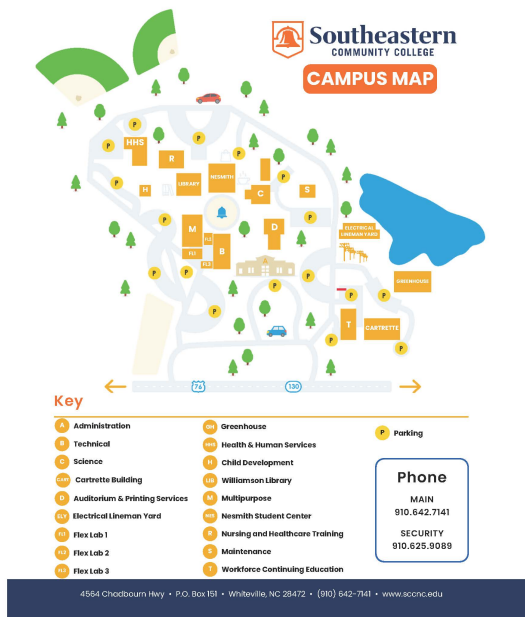 Southeastern
COMMUNITY COLLEGE
CAMPUS MAP
P
HHS
P
P
R
P
P
LIBRARY
NESMITH
P
H
C
S
P
M
D
P
ELECTRICAL
LINEMAN YARD
FL2
FL1
B
FL3
P
P
P
P
GREENHOUSE
P
P
P
T
CARTRETTE
P
P
76
130
Key
A Administration
B Technical
C Science
CART Cartrette Building
D Auditorium & Printing Services
ELY Electrical Lineman Yard
FL1 Flex Lab 1
FL2 Flex Lab 2
FL3 Flex Lab 3
GRN Greenhouse
HHS Health & Human Services
H Child Development
LIB Williamson Library
M Multipurpose
NES Nesmith Student Center
R Nursing and Healthcare Training
S Maintenance
T Workforce Continuing Education
P Parking
Phone
MAIN
910.642.7141
SECURITY
910.625.9089
4564 Chadbourn Hwy • P.O. Box 151 • Whiteville, NC 28472 • (910) 642-7141 • www.sccnc.edu